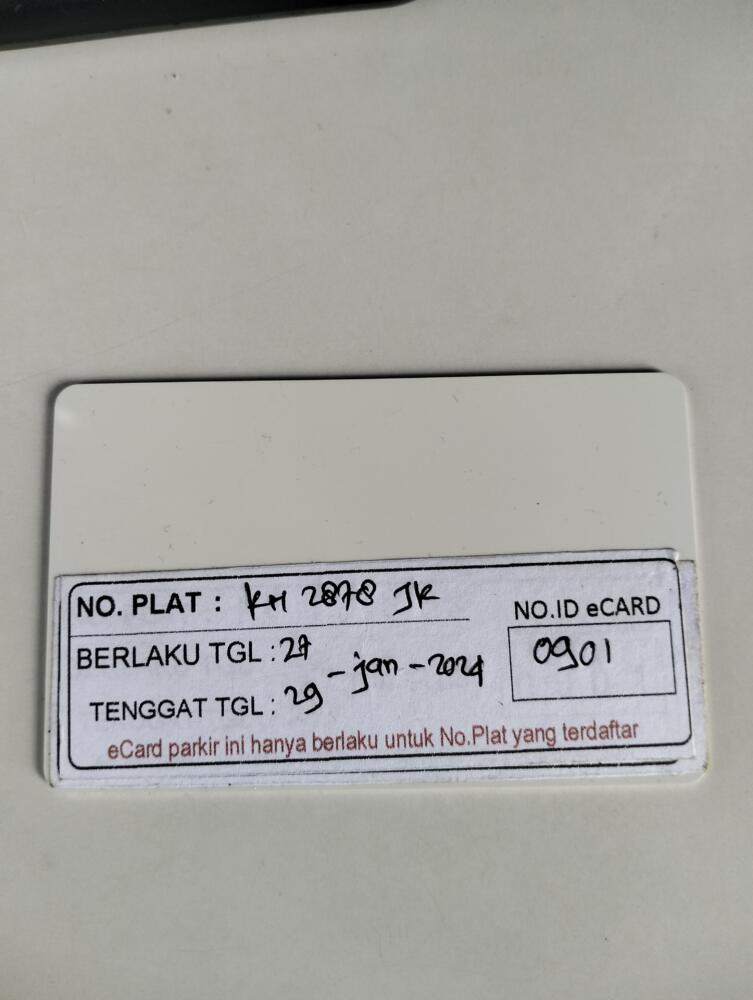 NO. PLAT : KH 2878 JK
NO.ID eCARD
BERLAKU TGL : 27
0901
TENGGAT TGL : 29 - jan - 2024
eCard parkir ini hanya berlaku untuk No.Plat yang terdaftar